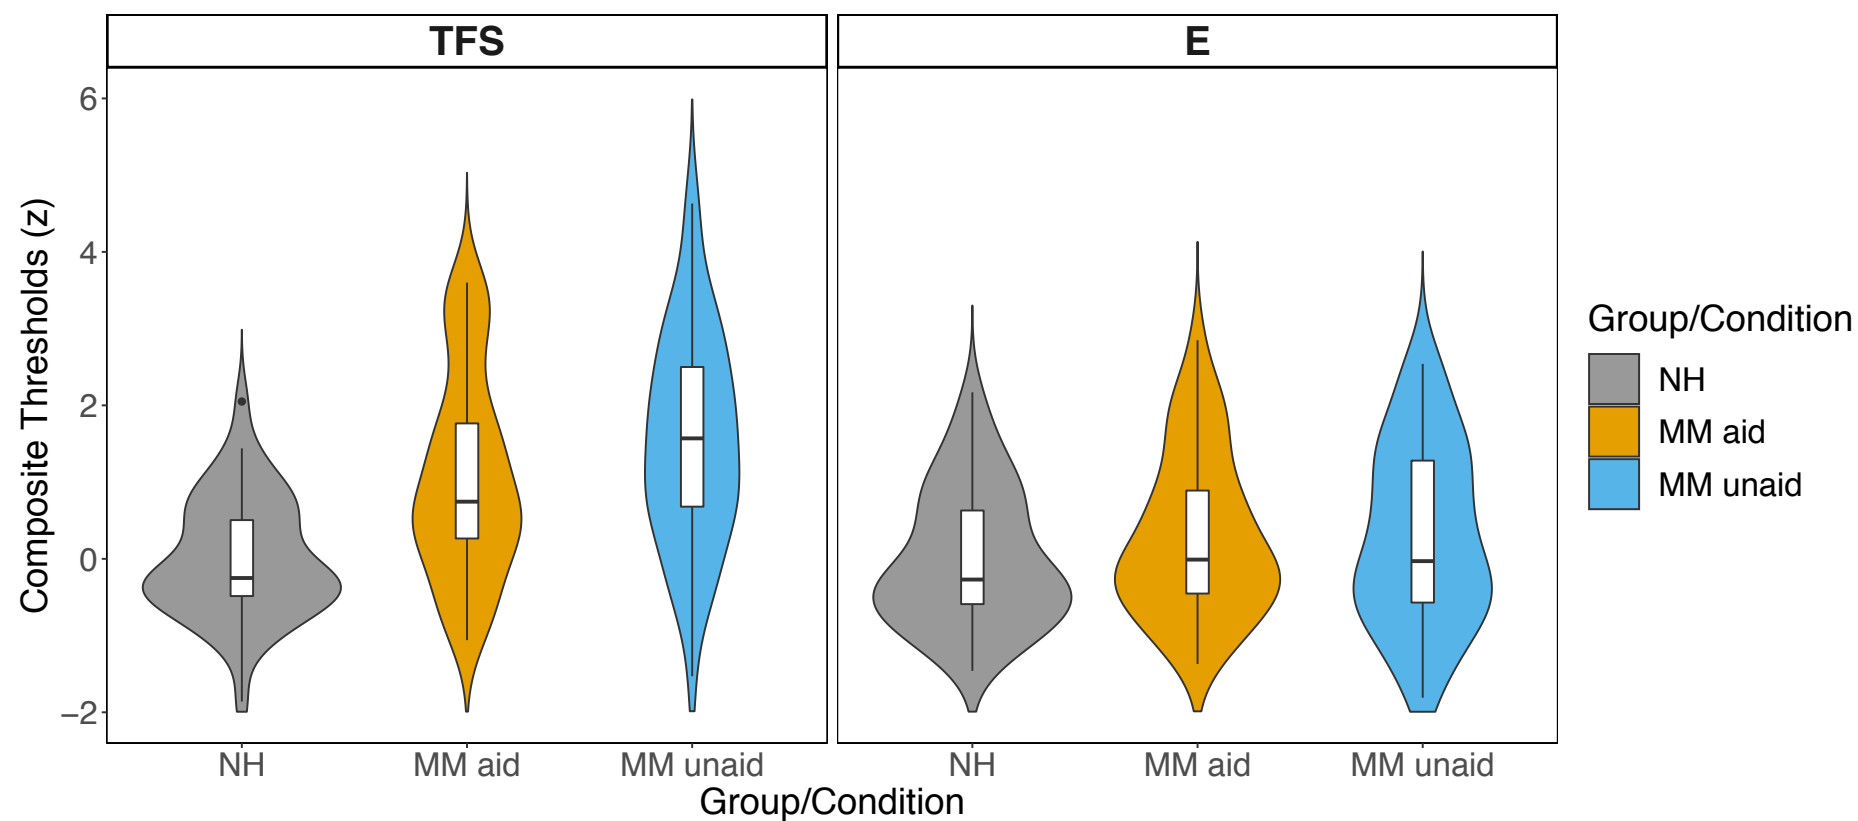 TFS
E
Composite Thresholds (z)
6
4
2
0
−2
NH
MM aid
MM unaid
NH
MM aid
MM unaid
Group/Condition
Group/Condition
NH
MM aid
MM unaid